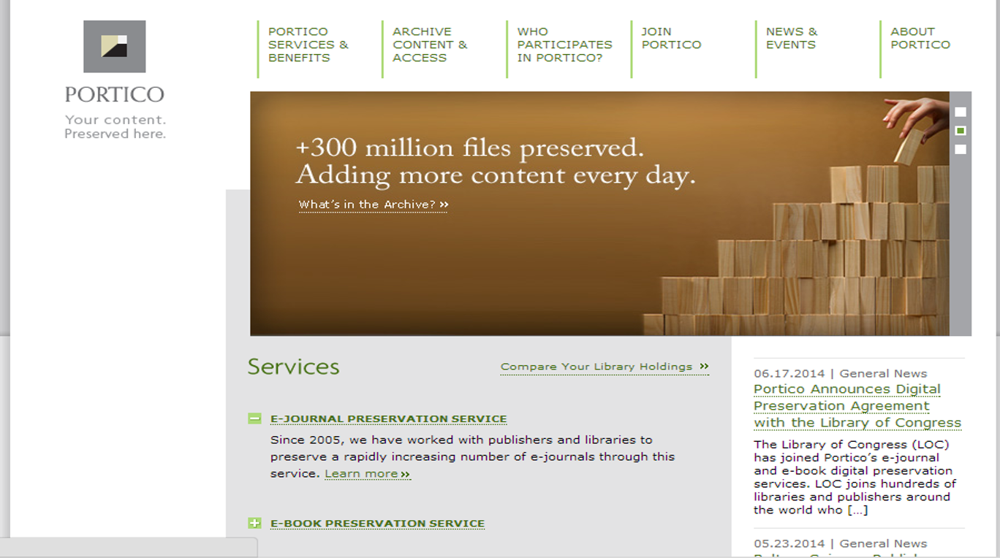 PORTICO
Your content.
Preserved here.
PORTICO
SERVICES &
BENEFITS
ARCHIVE
CONTENT &
ACCESS
WHO
PARTICIPATES
IN PORTICO?
JOIN
PORTICO
NEWS &
EVENTS
ABOUT
PORTICO
+300 million files preserved.
Adding more content every day.
What's in the Archive? »
Services
Compare Your Library Holdings »
E-JOURNAL PRESERVATION SERVICE
Since 2005, we have worked with publishers and libraries to
preserve a rapidly increasing number of e-journals through this
service. Learn more »
E-BOOK PRESERVATION SERVICE
06.17.2014 | General News
Portico Announces Digital
Preservation Agreement
with the Library of Congress
The Library of Congress (LOC)
has joined Portico's e-journal
and e-book digital preservation
services. LOC joins hundreds of
libraries and publishers around
the world who [...]
05.23.2014 | General News